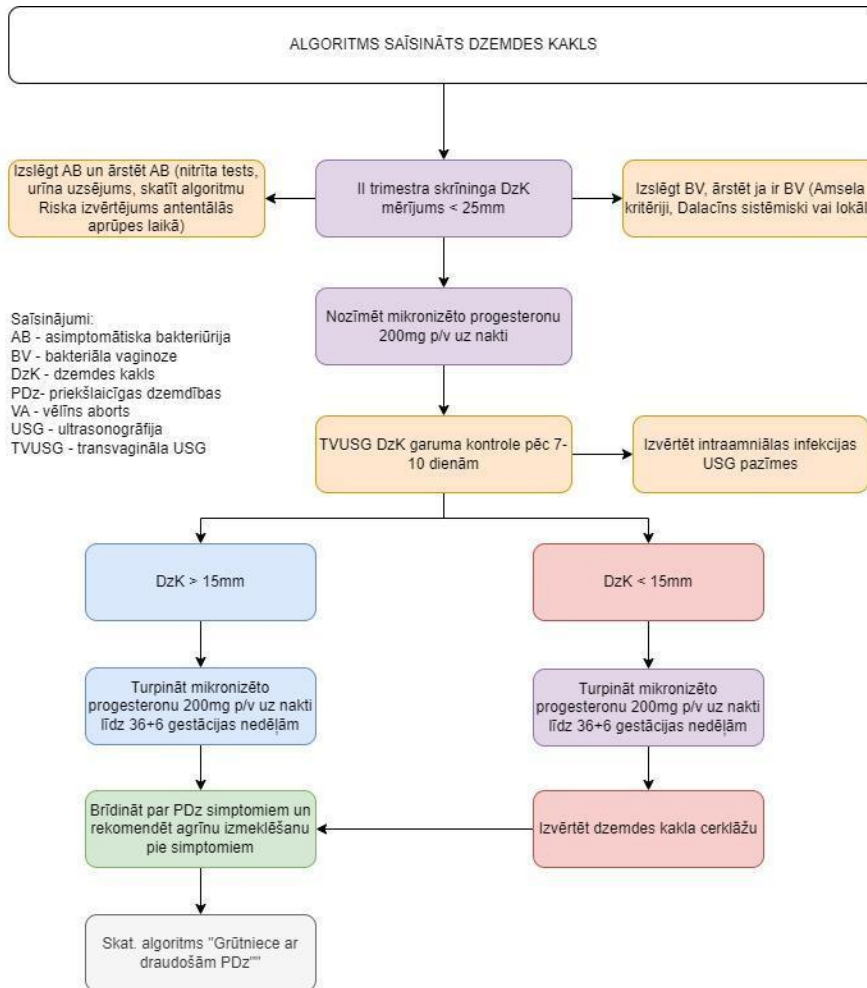 ALGORITMS SAĪSINĀTS DZEMDES KAKLS
Izslēgt AB un ārstēt AB (nitrīta tests,
urīna uzsējums, skatīt algoritmu
Riska izvērtējums antentālās
aprūpes laikā)
II trimestra skrīninga DzK
mērījums < 25mm
Izslēgt BV, ārstēt ja ir BV (Amsela
kritēriji, Dalacīns sistēmiski vai lokāl
Nozīmēt mikronizēto progesteronu
200mg p/v uz nakti
Saīsinājumi:
AB - asimptomātiska bakteriūrija
BV - bakteriāla vaginoze
DzK - dzemdes kakls
PDz- priekšlaicīgas dzemdības
VA - vēlīns aborts
USG - ultrasonogrāfija
TVUSG - transvagināla USG
TVUSG DzK garuma kontrole pēc 7-
10 dienām
Izvērtēt intraamniālas infekcijas
USG pazīmes
DzK > 15mm
DzK < 15mm
Turpināt mikronizēto
progesteronu 200mg p/v uz nakti
līdz 36+6 gestācijas nedēļām
Turpināt mikronizēto
progesteronu 200mg p/v uz nakti
līdz 36+6 gestācijas nedēļām
Brīdināt par PDz simptomiem un
rekomendēt agrīnu izmeklēšanu
pie simptomiem
Izvērtēt dzemdes kakla cerklāžu
Skat. algoritms "Grūtniece ar
draudošām PDz""